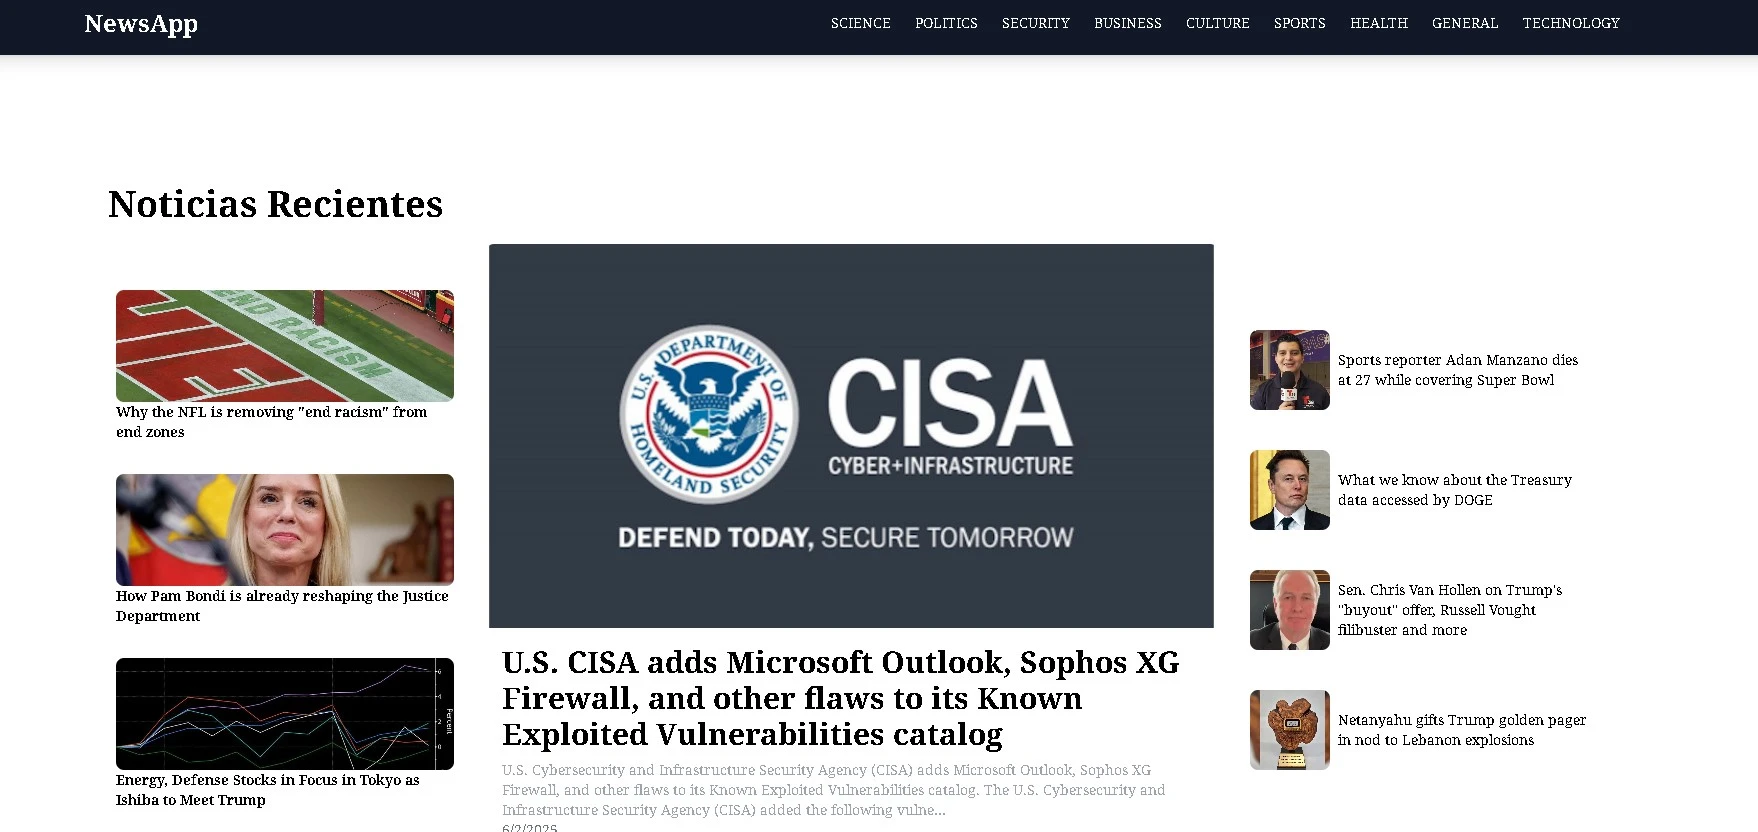 NewsApp
SCIENCE POLITICS SECURITY BUSINESS CULTURE SPORTS HEALTH GENERAL TECHNOLOGY
Noticias Recientes
END RACISM
Why the NFL is removing "end racism" from
end zones
How Pam Bondi is already reshaping the Justice
Department
6
4
2
0
Percent
Energy, Defense Stocks in Focus in Tokyo as
Ishiba to Meet Trump
U.S. DEPARTMENT OF
HOMELAND SECURITY
CISA
CYBER+INFRASTRUCTURE
DEFEND TODAY, SECURE TOMORROW
U.S. CISA adds Microsoft Outlook, Sophos XG
Firewall, and other flaws to its Known
Exploited Vulnerabilities catalog
U.S. Cybersecurity and Infrastructure Security Agency (CISA) adds Microsoft Outlook, Sophos XG
Firewall, and other flaws to its Known Exploited Vulnerabilities catalog. The U.S. Cybersecurity and
Infrastructure Security Agency (CISA) added the following vulne...
6/2/2025
Sports reporter Adan Manzano dies
at 27 while covering Super Bowl
What we know about the Treasury
data accessed by DOGE
Sen. Chris Van Hollen on Trump's
"buyout" offer, Russell Vought
filibuster and more
Netanyahu gifts Trump golden pager
in nod to Lebanon explosions